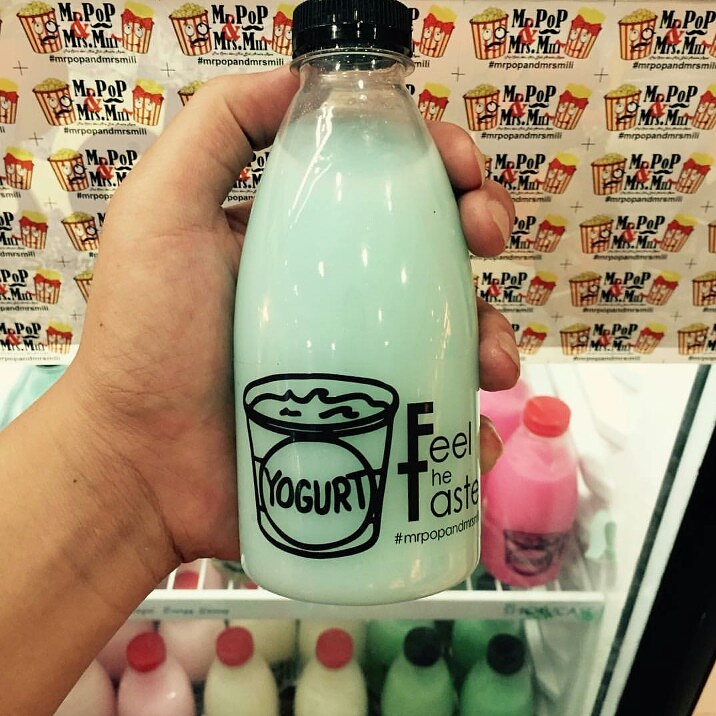 Mr.PoP
&
Mrs.Mili
#mrpopandmrsmili
YOGURT
Feel
The
Taste
#mrpopandmrsmili